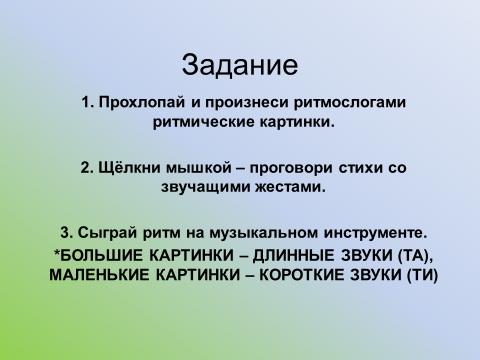 Задание
1. Прохлопай и произнеси ритмослогами
ритмические картинки.
2. Щёлкни мышкой – проговори стихи со
звучащими жестами.
3. Сыграй ритм на музыкальном инструменте.
*БОЛЬШИЕ КАРТИНКИ – ДЛИННЫЕ ЗВУКИ (ТА),
МАЛЕНЬКИЕ КАРТИНКИ – КОРОТКИЕ ЗВУКИ (ТИ)